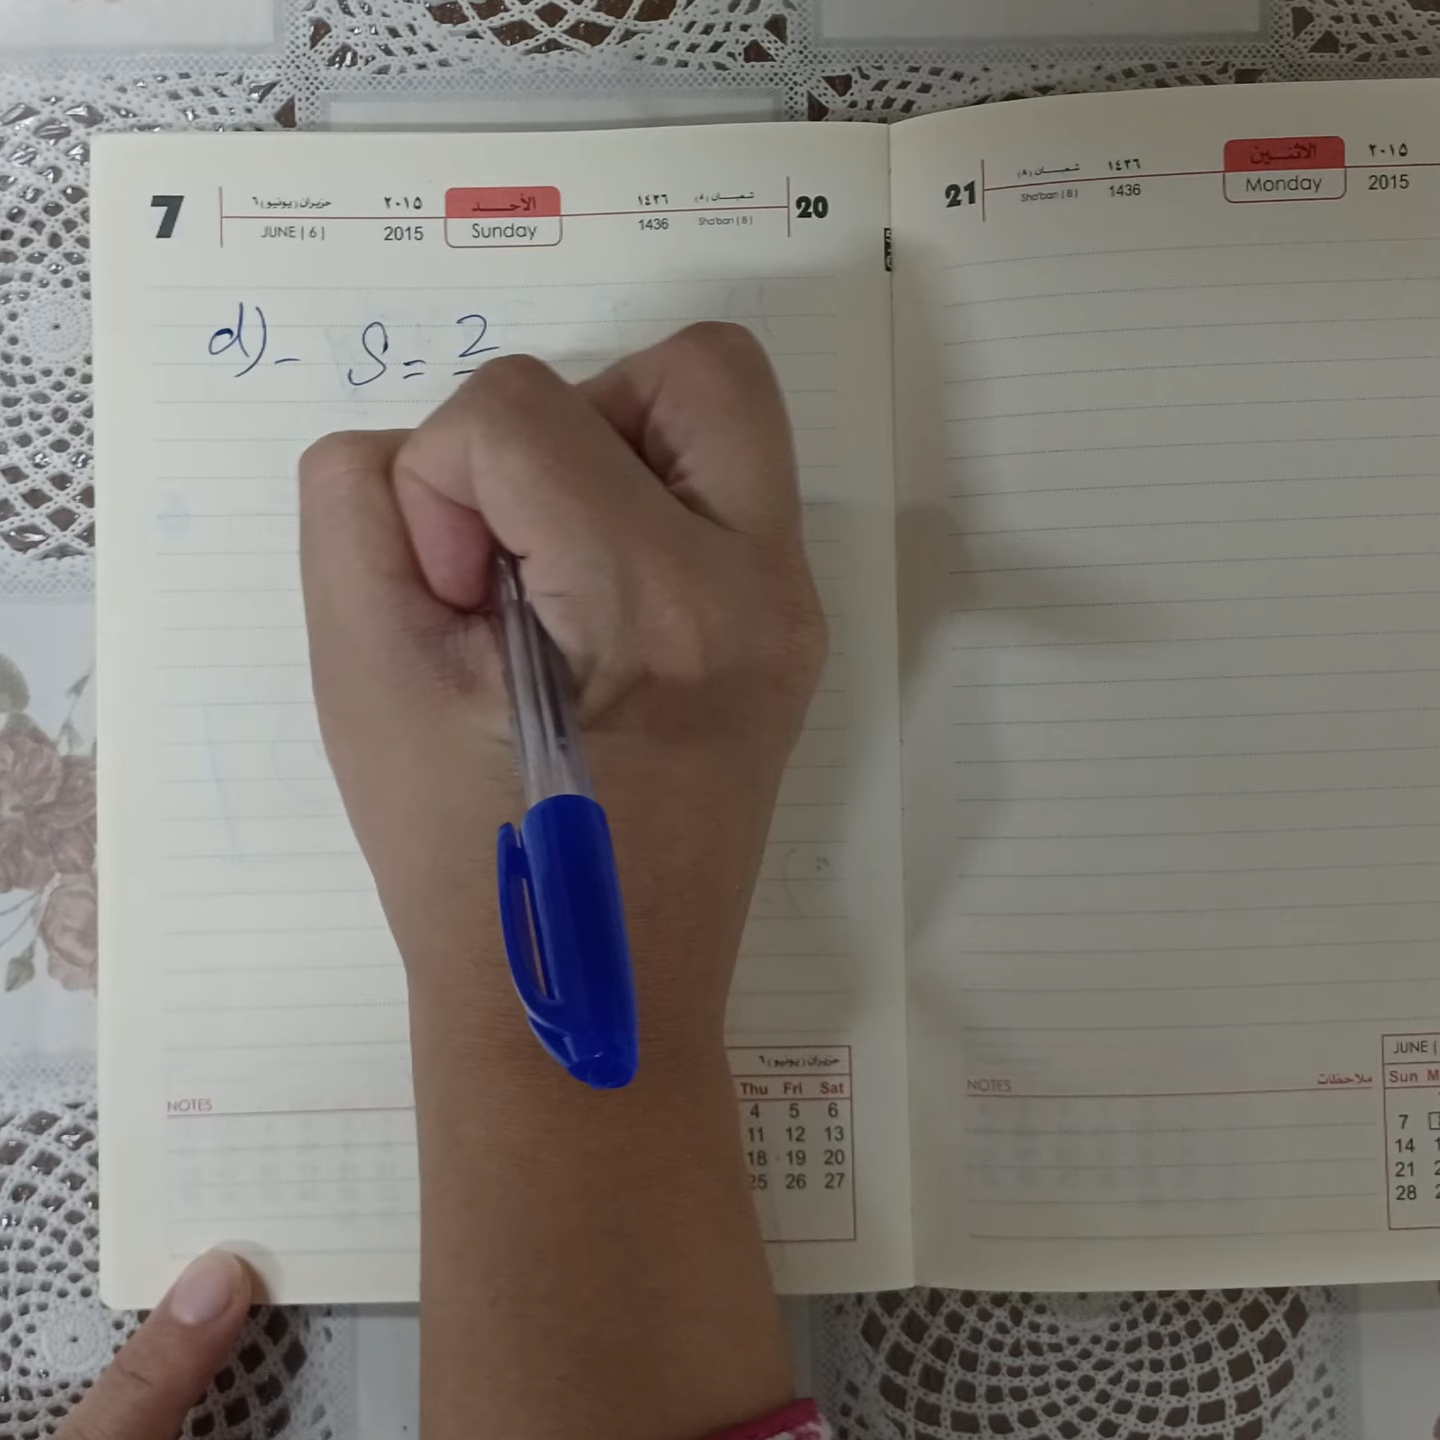 7
حزيران (يونيو) ٦ ٢٠١٥ الأحد ١٤٣٦ شعبان (٨)
JUNE ( 6 ) 2015 Sunday 1436 Sha'ban ( 8 )
20
d)- S = 2
NOTES
حزيران (يونيو) ٦
Thu Fri Sat
4 5 6
11 12 13
18 19 20
25 26 27
21
شعبان (٨) ١٤٣٦ الاثنين ٢٠١٥
Sha'ban ( 8 ) 1436 Monday 2015
NOTES ملاحظات
JUNE (
Sun M
7
14 1
21 2
28 2